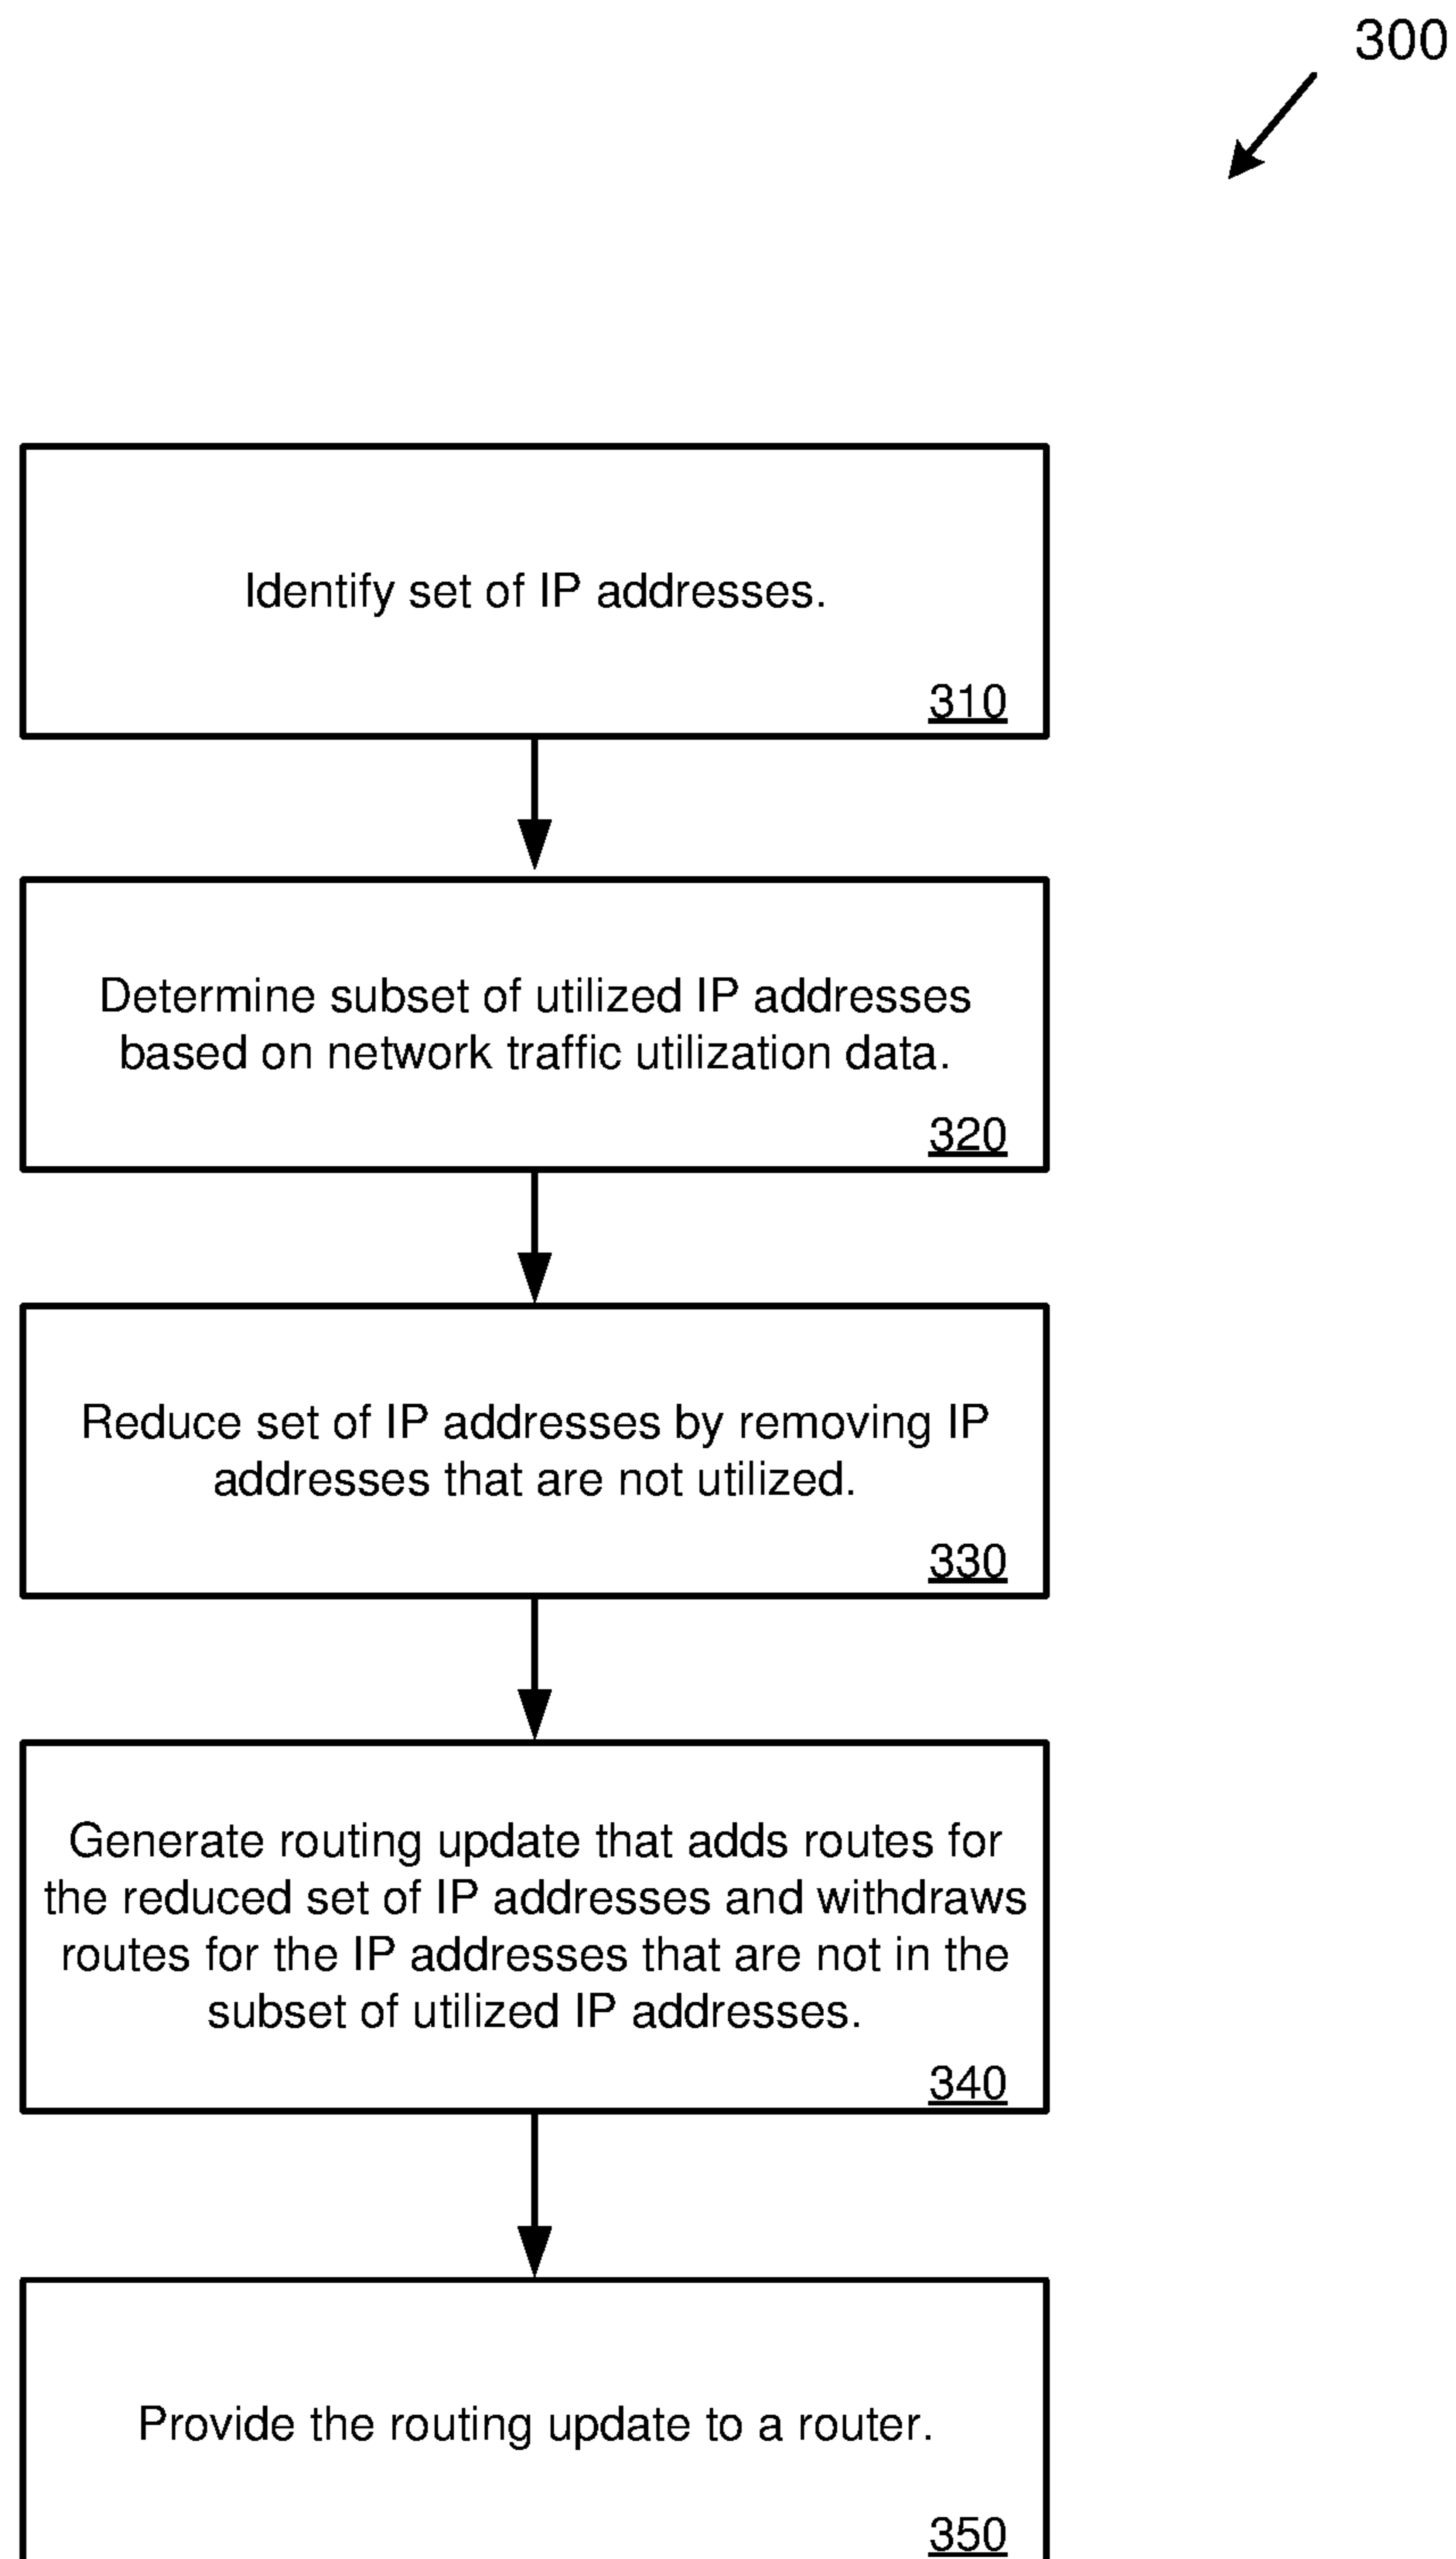 300
Identify set of IP addresses.
310
Determine subset of utilized IP addresses
based on network traffic utilization data.
320
Reduce set of IP addresses by removing IP
addresses that are not utilized.
330
Generate routing update that adds routes for
the reduced set of IP addresses and withdraws
routes for the IP addresses that are not in the
subset of utilized IP addresses.
340
Provide the routing update to a router.
350